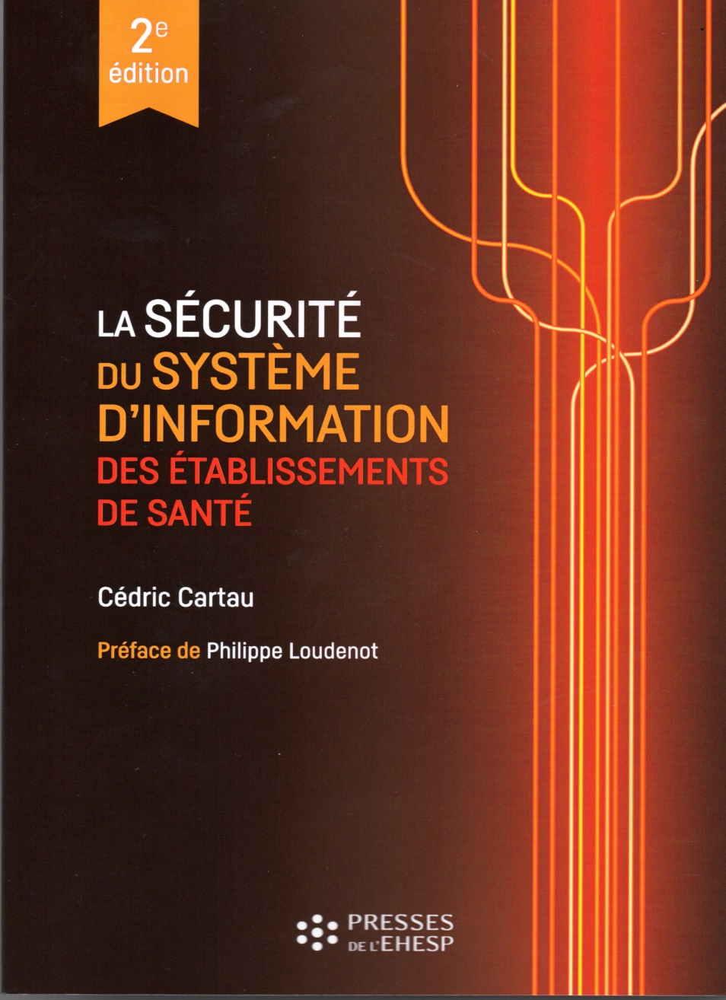 2e
édition
LA SÉCURITÉ
DU SYSTÈME
D'INFORMATION
DES ÉTABLISSEMENTS
DE SANTÉ
Cédric Cartau
Préface de Philippe Loudenot
PRESSES
DE L'EHESP